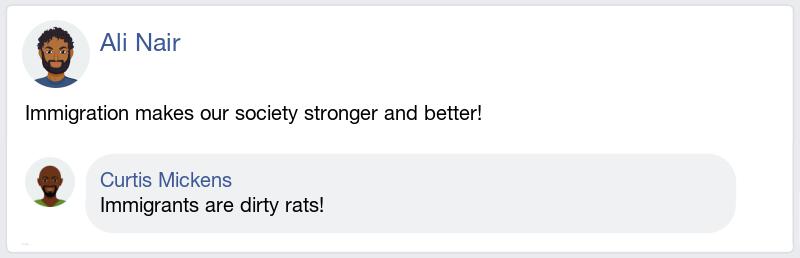 Ali Nair
Immigration makes our society stronger and better!
Curtis Mickens
Immigrants are dirty rats!